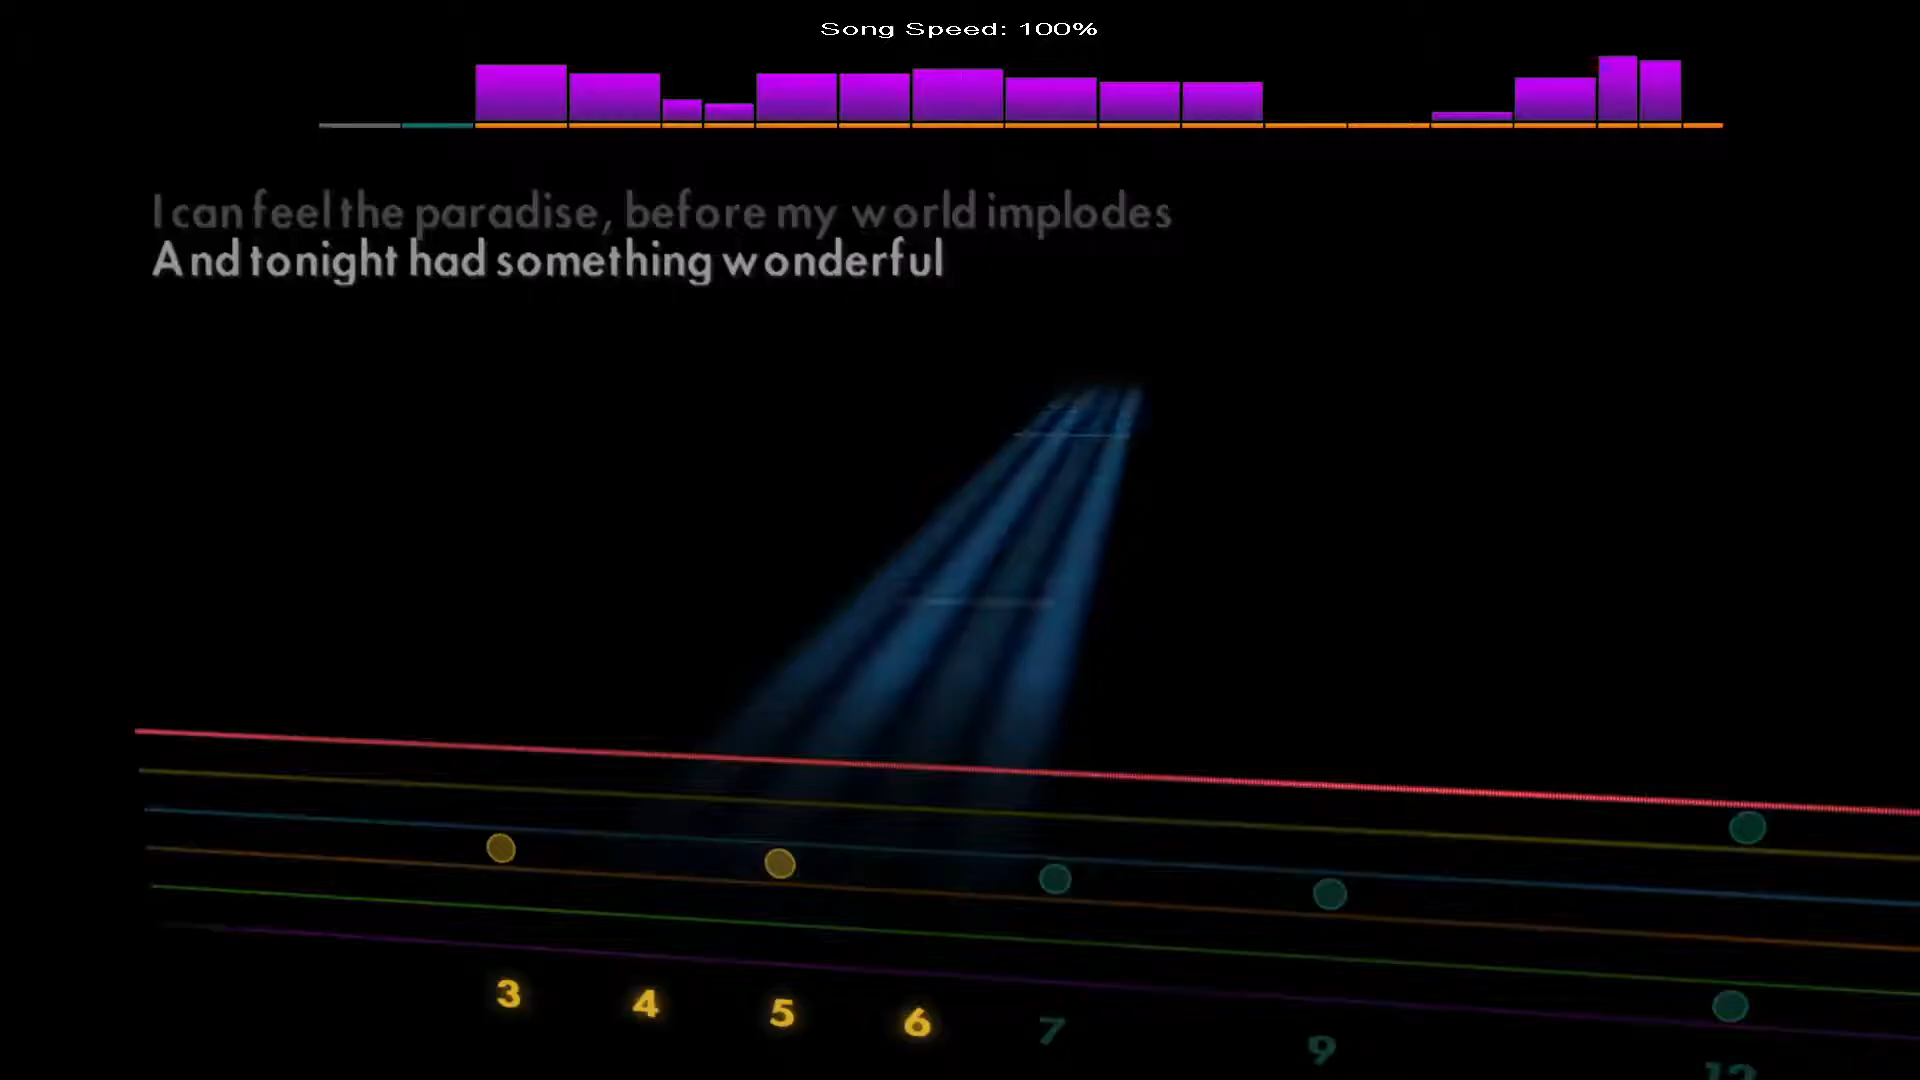 Song Speed: 100%
I can feel the paradise, before my world implodes
And tonight had something wonderful
3 4 5 6 7 9 12